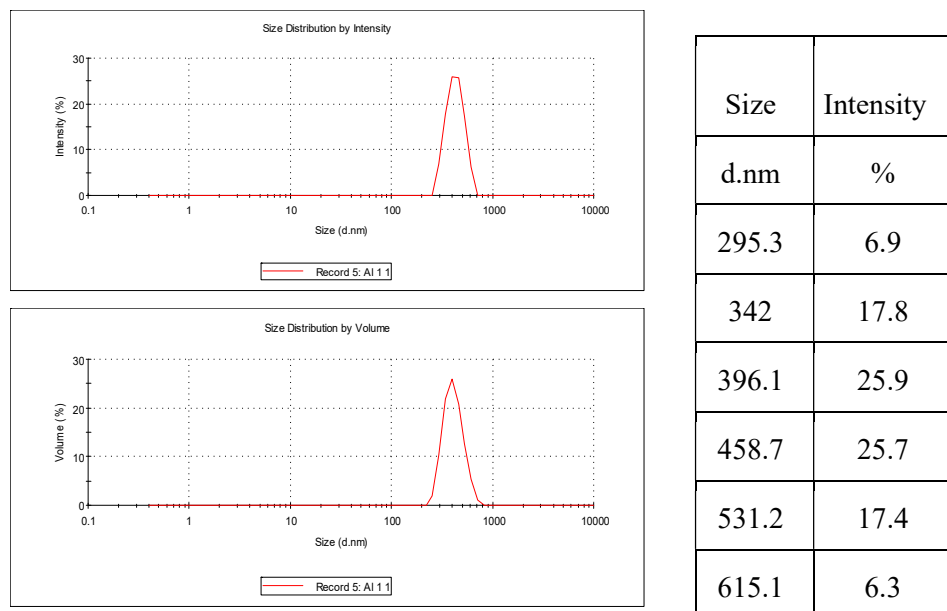 Size Distribution by Intensity
30
20
10
0
Intensity (%)
0.1 1 10 100 1000 10000
Size (d.nm)
Record 5: Al 1 1
Size Distribution by Volume
30
20
10
0
Volume (%)
0.1 1 10 100 1000 10000
Size (d.nm)
Record 5: Al 1 1
Size Intensity
d.nm %
295.3 6.9
342 17.8
396.1 25.9
458.7 25.7
531.2 17.4
615.1 6.3